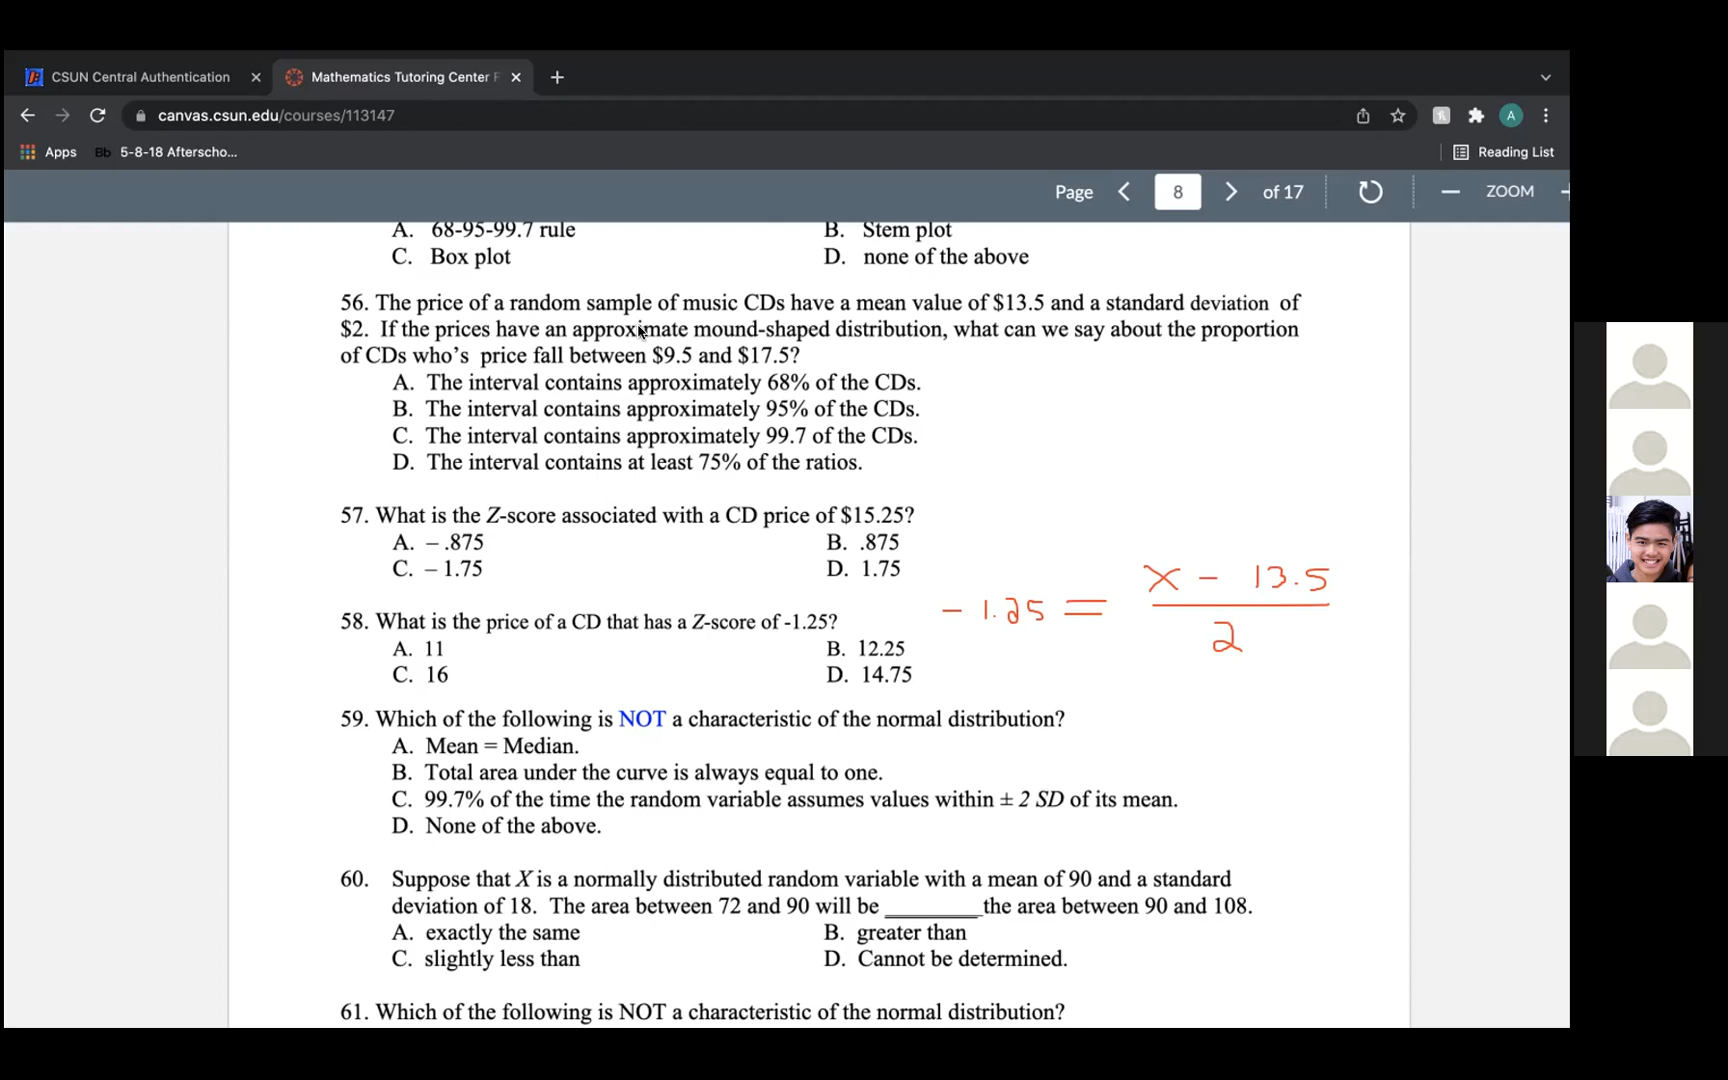 CSUN Central Authentication
Mathematics Tutoring Center F
canvas.csun.edu/courses/113147
A
Apps
Bb 5-8-18 Afterscho...
Reading List
Page 8 of 17
ZOOM
A. 68-95-99.7 rule
B. Stem plot
C. Box plot
D. none of the above
56. The price of a random sample of music CDs have a mean value of $13.5 and a standard deviation of
$2. If the prices have an approximate mound-shaped distribution, what can we say about the proportion
of CDs who's price fall between $9.5 and $17.5?
A. The interval contains approximately 68% of the CDs.
B. The interval contains approximately 95% of the CDs.
C. The interval contains approximately 99.7 of the CDs.
D. The interval contains at least 75% of the ratios.
57. What is the Z-score associated with a CD price of $15.25?
A. – .875
B. .875
C. – 1.75
D. 1.75
58. What is the price of a CD that has a Z-score of -1.25?
A. 11
B. 12.25
C. 16
D. 14.75
x - 13.5
- 1.25 =
2
59. Which of the following is NOT a characteristic of the normal distribution?
A. Mean = Median.
B. Total area under the curve is always equal to one.
C. 99.7% of the time the random variable assumes values within ± 2 SD of its mean.
D. None of the above.
60. Suppose that X is a normally distributed random variable with a mean of 90 and a standard
deviation of 18. The area between 72 and 90 will be _________ the area between 90 and 108.
A. exactly the same
B. greater than
C. slightly less than
D. Cannot be determined.
61. Which of the following is NOT a characteristic of the normal distribution?